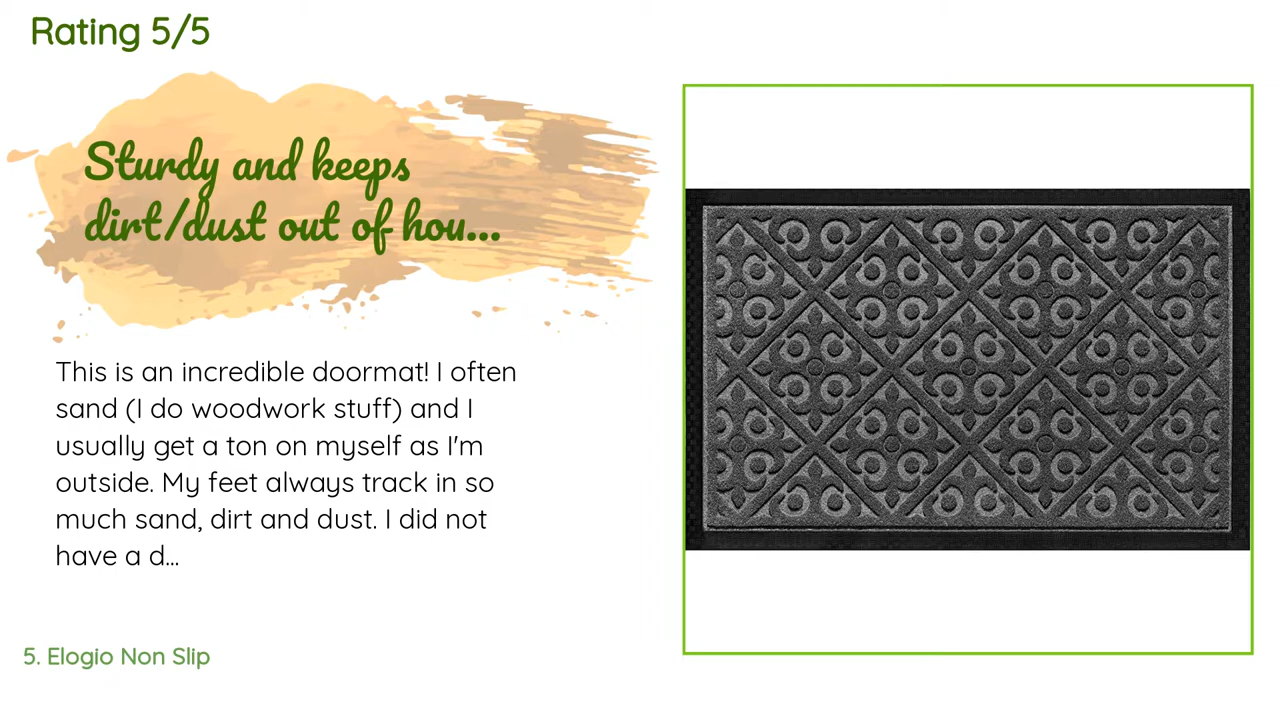 Rating 5/5
Sturdy and keeps
dirt/dust out of hou...
This is an incredible doormat! I often
sand (I do woodwork stuff) and I
usually get a ton on myself as I'm
outside. My feet always track in so
much sand, dirt and dust. I did not
have a d...
5. Elogio Non Slip